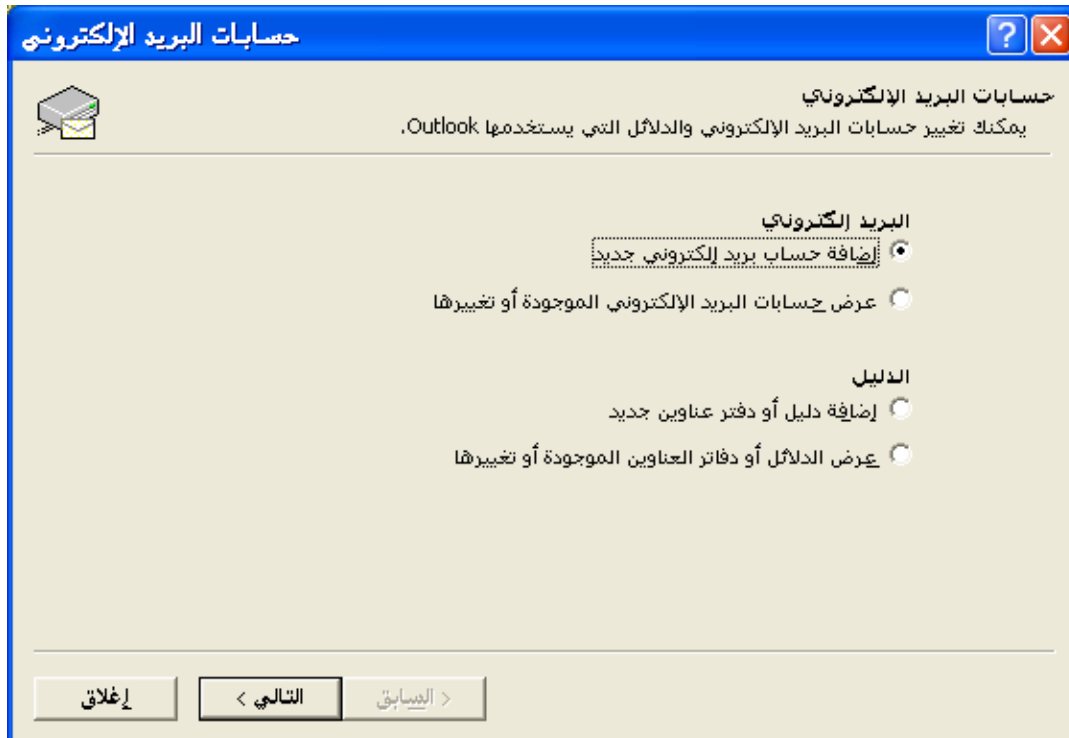 حسابات البريد الإلكتروني
حسابات البريد الإلكتروني
يمكنك تغيير حسابات البريد الإلكتروني والدلائل التي يستخدمها Outlook.
البريد إلكتروني
إضافة حساب بريد إلكتروني جديد
عرض حسابات البريد الإلكتروني الموجودة أو تغييرها
الدليل
إضافة دليل أو دفتر عناوين جديد
عرض الدلائل أو دفاتر العناوين الموجودة أو تغييرها
< السابق التالي > إغلاق